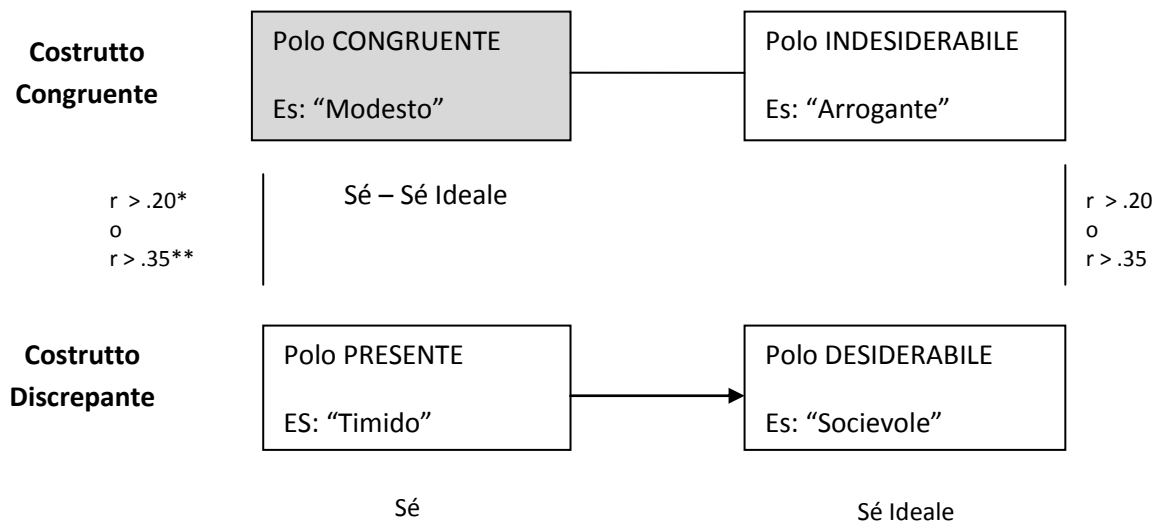 Costrutto
Congruente
Polo CONGRUENTE
Es: “Modesto”
Polo INDESIDERABILE
Es: “Arrogante”
r > .20*
o
r > .35**
Sé – Sé Ideale
r > .20
o
r > .35
Costrutto
Discrepante
Polo PRESENTE
ES: “Timido”
Polo DESIDERABILE
Es: “Socievole”
Sé
Sé Ideale